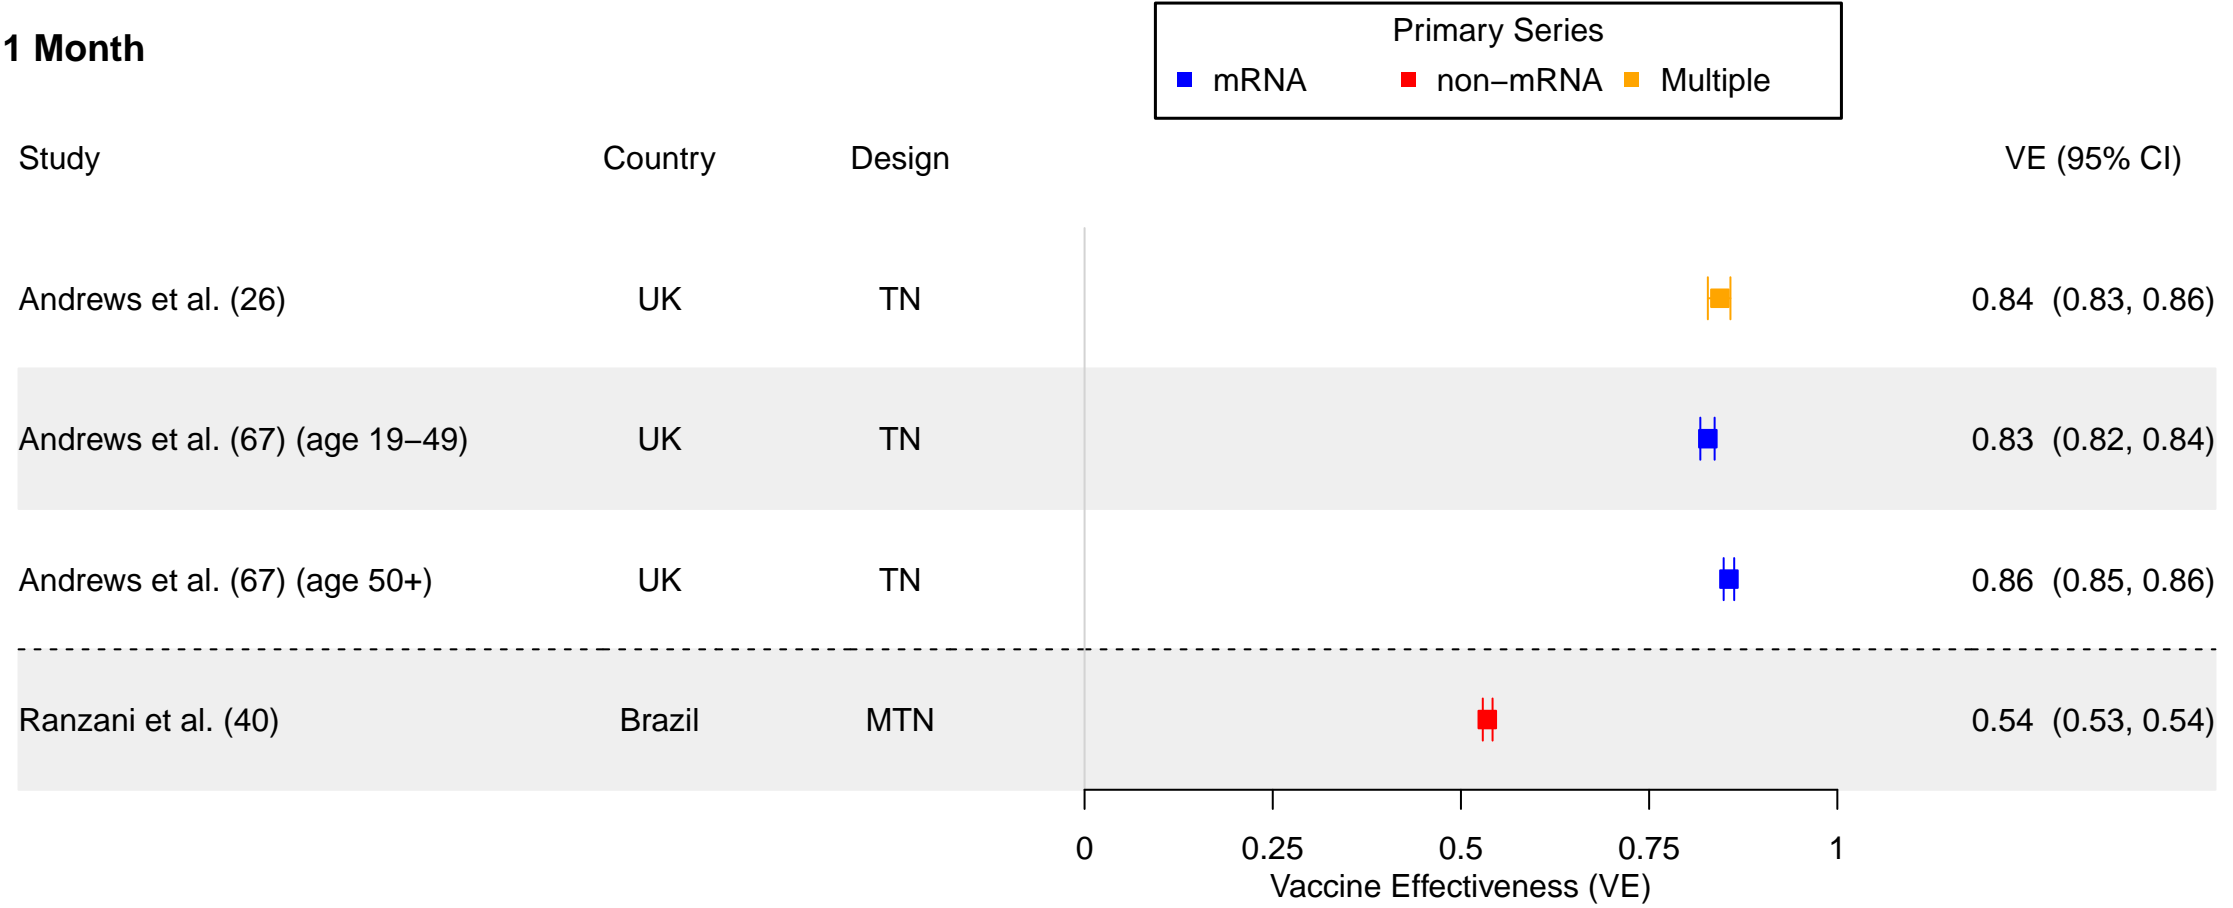 1 Month
Primary Series
mRNA non−mRNA Multiple
Study Country Design VE (95% CI)
Andrews et al. (26) UK TN 0.84 (0.83, 0.86)
Andrews et al. (67) (age 19−49) UK TN 0.83 (0.82, 0.84)
Andrews et al. (67) (age 50+) UK TN 0.86 (0.85, 0.86)
Ranzani et al. (40) Brazil MTN 0.54 (0.53, 0.54)
0 0.25 0.5 0.75 1
Vaccine Effectiveness (VE)